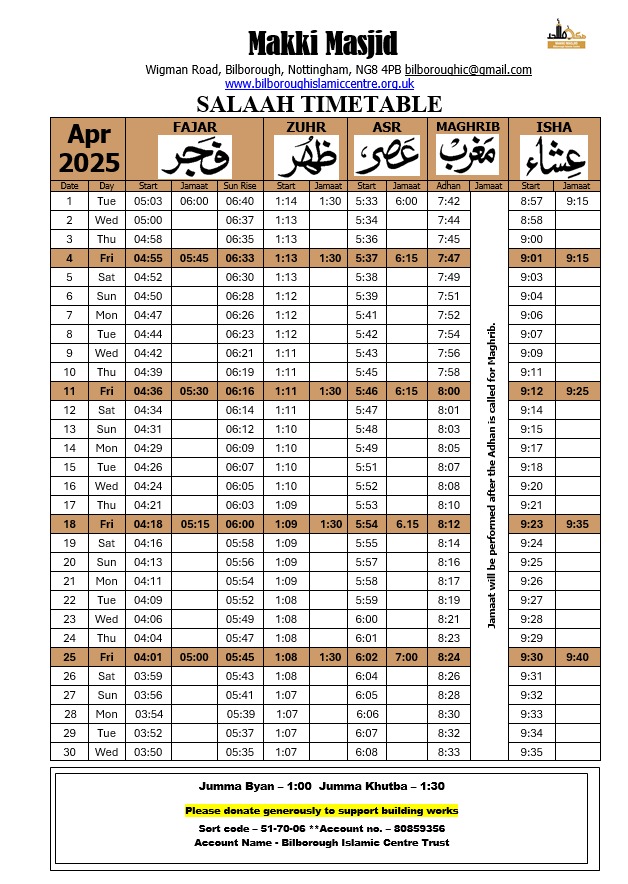 Makki Masjid
Wigman Road, Bilborough, Nottingham, NG8 4PB bilboroughic@gmail.com
www.bilboroughislamiccentre.org.uk
SALAAH TIMETABLE
Apr 2025 FAJAR ZUHR ASR MAGHRIB ISHA
فَجَر ظُهُر عَصَر مَغْرِبْ عِشَاء
Date Day Start Jamaat Sun Rise Start Jamaat Start Jamaat Adhan Jamaat Start Jamaat
1 Tue 05:03 06:00 06:40 1:14 1:30 5:33 6:00 7:42 8:57 9:15
2 Wed 05:00 06:37 1:13 5:34 7:44 8:58
3 Thu 04:58 06:35 1:13 5:36 7:45 9:00
4 Fri 04:55 05:45 06:33 1:13 1:30 5:37 6:15 7:47 9:01 9:15
5 Sat 04:52 06:30 1:13 5:38 7:49 9:03
6 Sun 04:50 06:28 1:12 5:39 7:51 9:04
7 Mon 04:47 06:26 1:12 5:41 7:52 9:06
8 Tue 04:44 06:23 1:12 5:42 7:54 9:07
9 Wed 04:42 06:21 1:11 5:43 7:56 9:09
10 Thu 04:39 06:19 1:11 5:45 7:58 9:11
11 Fri 04:36 05:30 06:16 1:11 1:30 5:46 6:15 8:00 9:12 9:25
12 Sat 04:34 06:14 1:11 5:47 8:01 9:14
13 Sun 04:31 06:12 1:10 5:48 8:03 9:15
14 Mon 04:29 06:09 1:10 5:49 8:05 9:17
15 Tue 04:26 06:07 1:10 5:51 8:07 9:18
16 Wed 04:24 06:05 1:10 5:52 8:08 9:20
17 Thu 04:21 06:03 1:10 5:53 8:10 9:21
18 Fri 04:18 05:15 06:00 1:09 1:30 5:54 6.15 8:12 9:23 9:35
19 Sat 04:16 05:58 1:09 5:55 8:14 9:24
20 Sun 04:13 05:56 1:09 5:57 8:16 9:25
21 Mon 04:11 05:54 1:09 5:58 8:17 9:26
22 Tue 04:09 05:52 1:08 5:59 8:19 9:27
23 Wed 04:06 05:49 1:08 6:00 8:21 9:28
24 Thu 04:04 05:47 1:08 6:01 8:23 9:29
25 Fri 04:01 05:00 05:45 1:08 1:30 6:02 7:00 8:24 9:30 9:40
26 Sat 03:59 05:43 1:08 6:04 8:26 9:31
27 Sun 03:56 05:41 1:07 6:05 8:28 9:32
28 Mon 03:54 05:39 1:07 6:06 8:30 9:33
29 Tue 03:52 05:37 1:07 6:07 8:32 9:34
30 Wed 03:50 05:35 1:07 6:08 8:33 9:35
Jamaat will be performed after the Adhan is called for Maghrib.
Jumma Byan – 1:00 Jumma Khutba – 1:30
Please donate generously to support building works
Sort code – 51-70-06 **Account no. – 80859356
Account Name - Bilborough Islamic Centre Trust